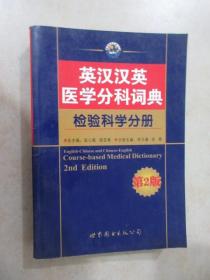 英汉汉英
医学分科词典
检验科学分册
English-Chinese and Chinese-English
Course-based Medical Dictionary
2nd Edition
第2版
世界图书出版公司